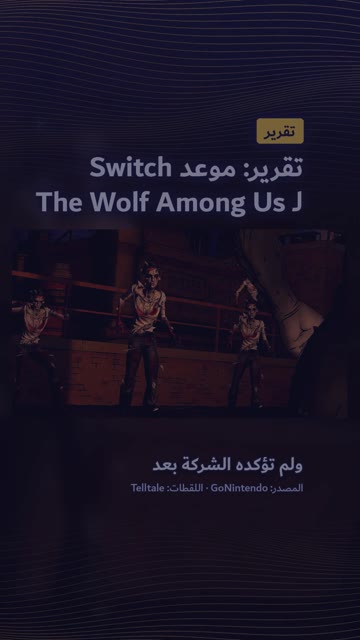 تقرير
تقرير: موعد Switch
لـ The Wolf Among Us
ولم تؤكده الشركة بعد
المصدر: GoNintendo · اللقطات: Telltale